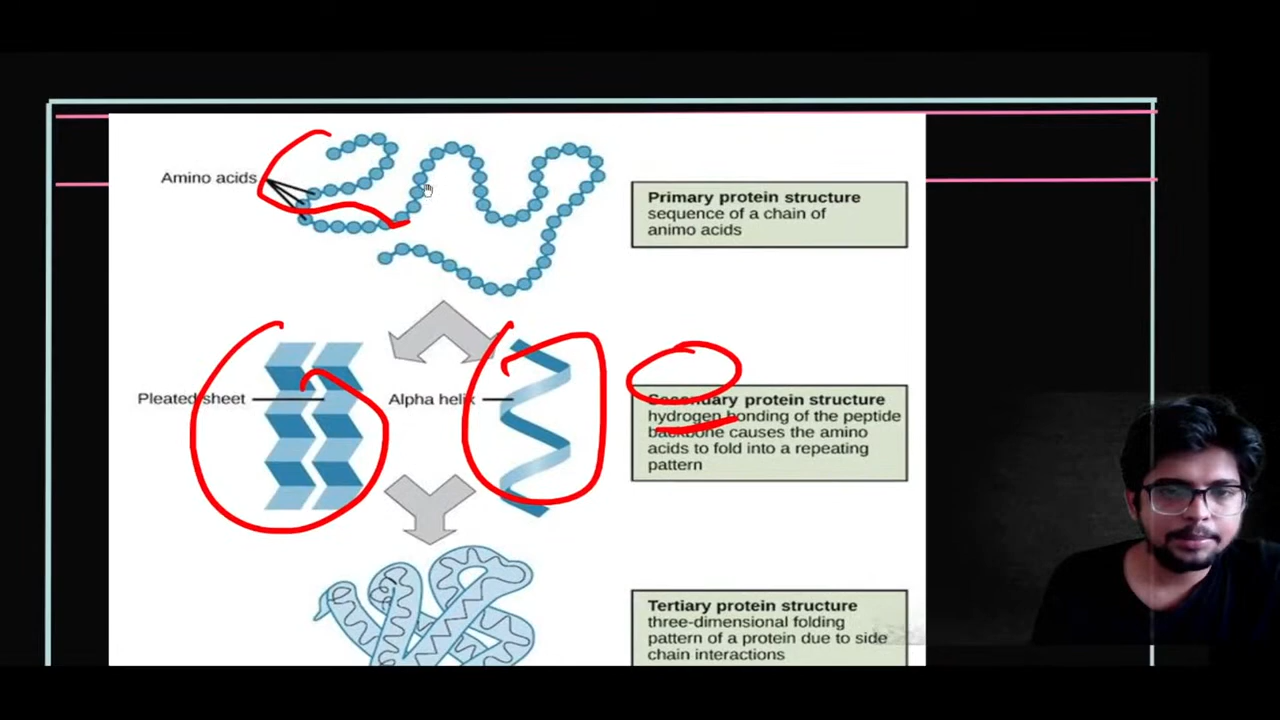 Amino acids
Primary protein structure
sequence of a chain of
animo acids
Pleated sheet
Alpha helix
Secondary protein structure
hydrogen bonding of the peptide
backbone causes the amino
acids to fold into a repeating
pattern
Tertiary protein structure
three-dimensional folding
pattern of a protein due to side
chain interactions